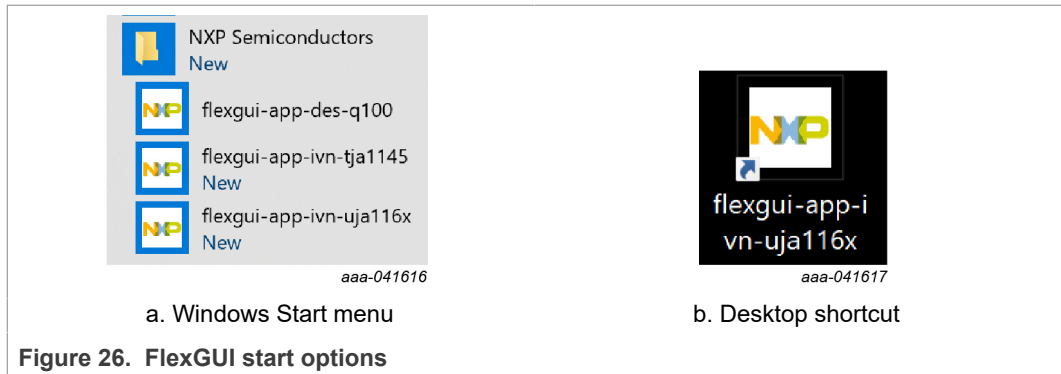 NXP Semiconductors
New
NXP flexgui-app-des-q100
NXP flexgui-app-ivn-tja1145
New
NXP flexgui-app-ivn-uja116x
New
aaa-041616
a. Windows Start menu
NXP
flexgui-app-i
vn-uja116x
aaa-041617
b. Desktop shortcut
Figure 26. FlexGUI start options